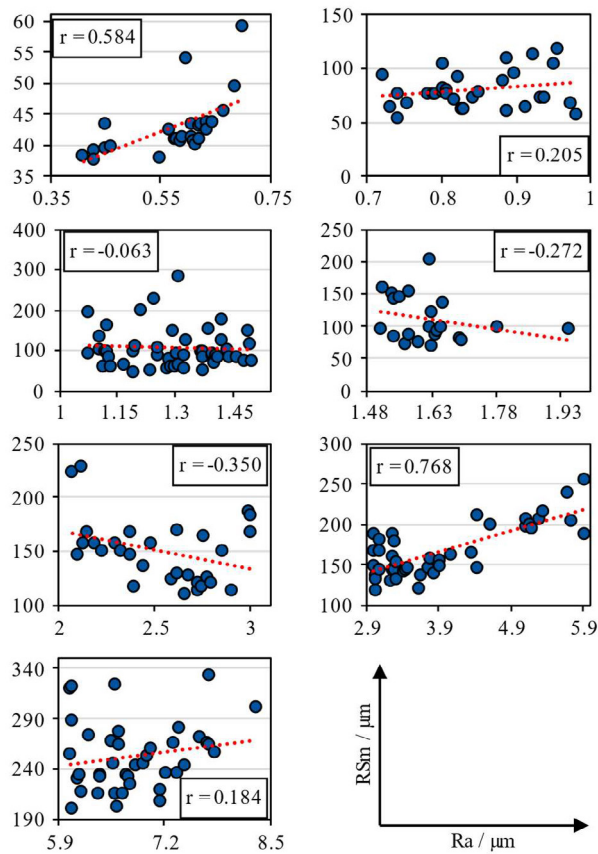 60
55
50
45
40
35
0.35 0.55 0.75
r = 0.584
150
100
50
0
0.7 0.8 0.9 1
r = 0.205
400
300
200
100
0
1 1.15 1.3 1.45
r = -0.063
250
200
150
100
50
0
1.48 1.63 1.78 1.93
r = -0.272
250
200
150
100
2 2.5 3
r = -0.350
300
200
100
0
2.9 3.9 4.9 5.9
r = 0.768
340
290
240
190
5.9 7.2 8.5
r = 0.184
RSm / μm
Ra / μm